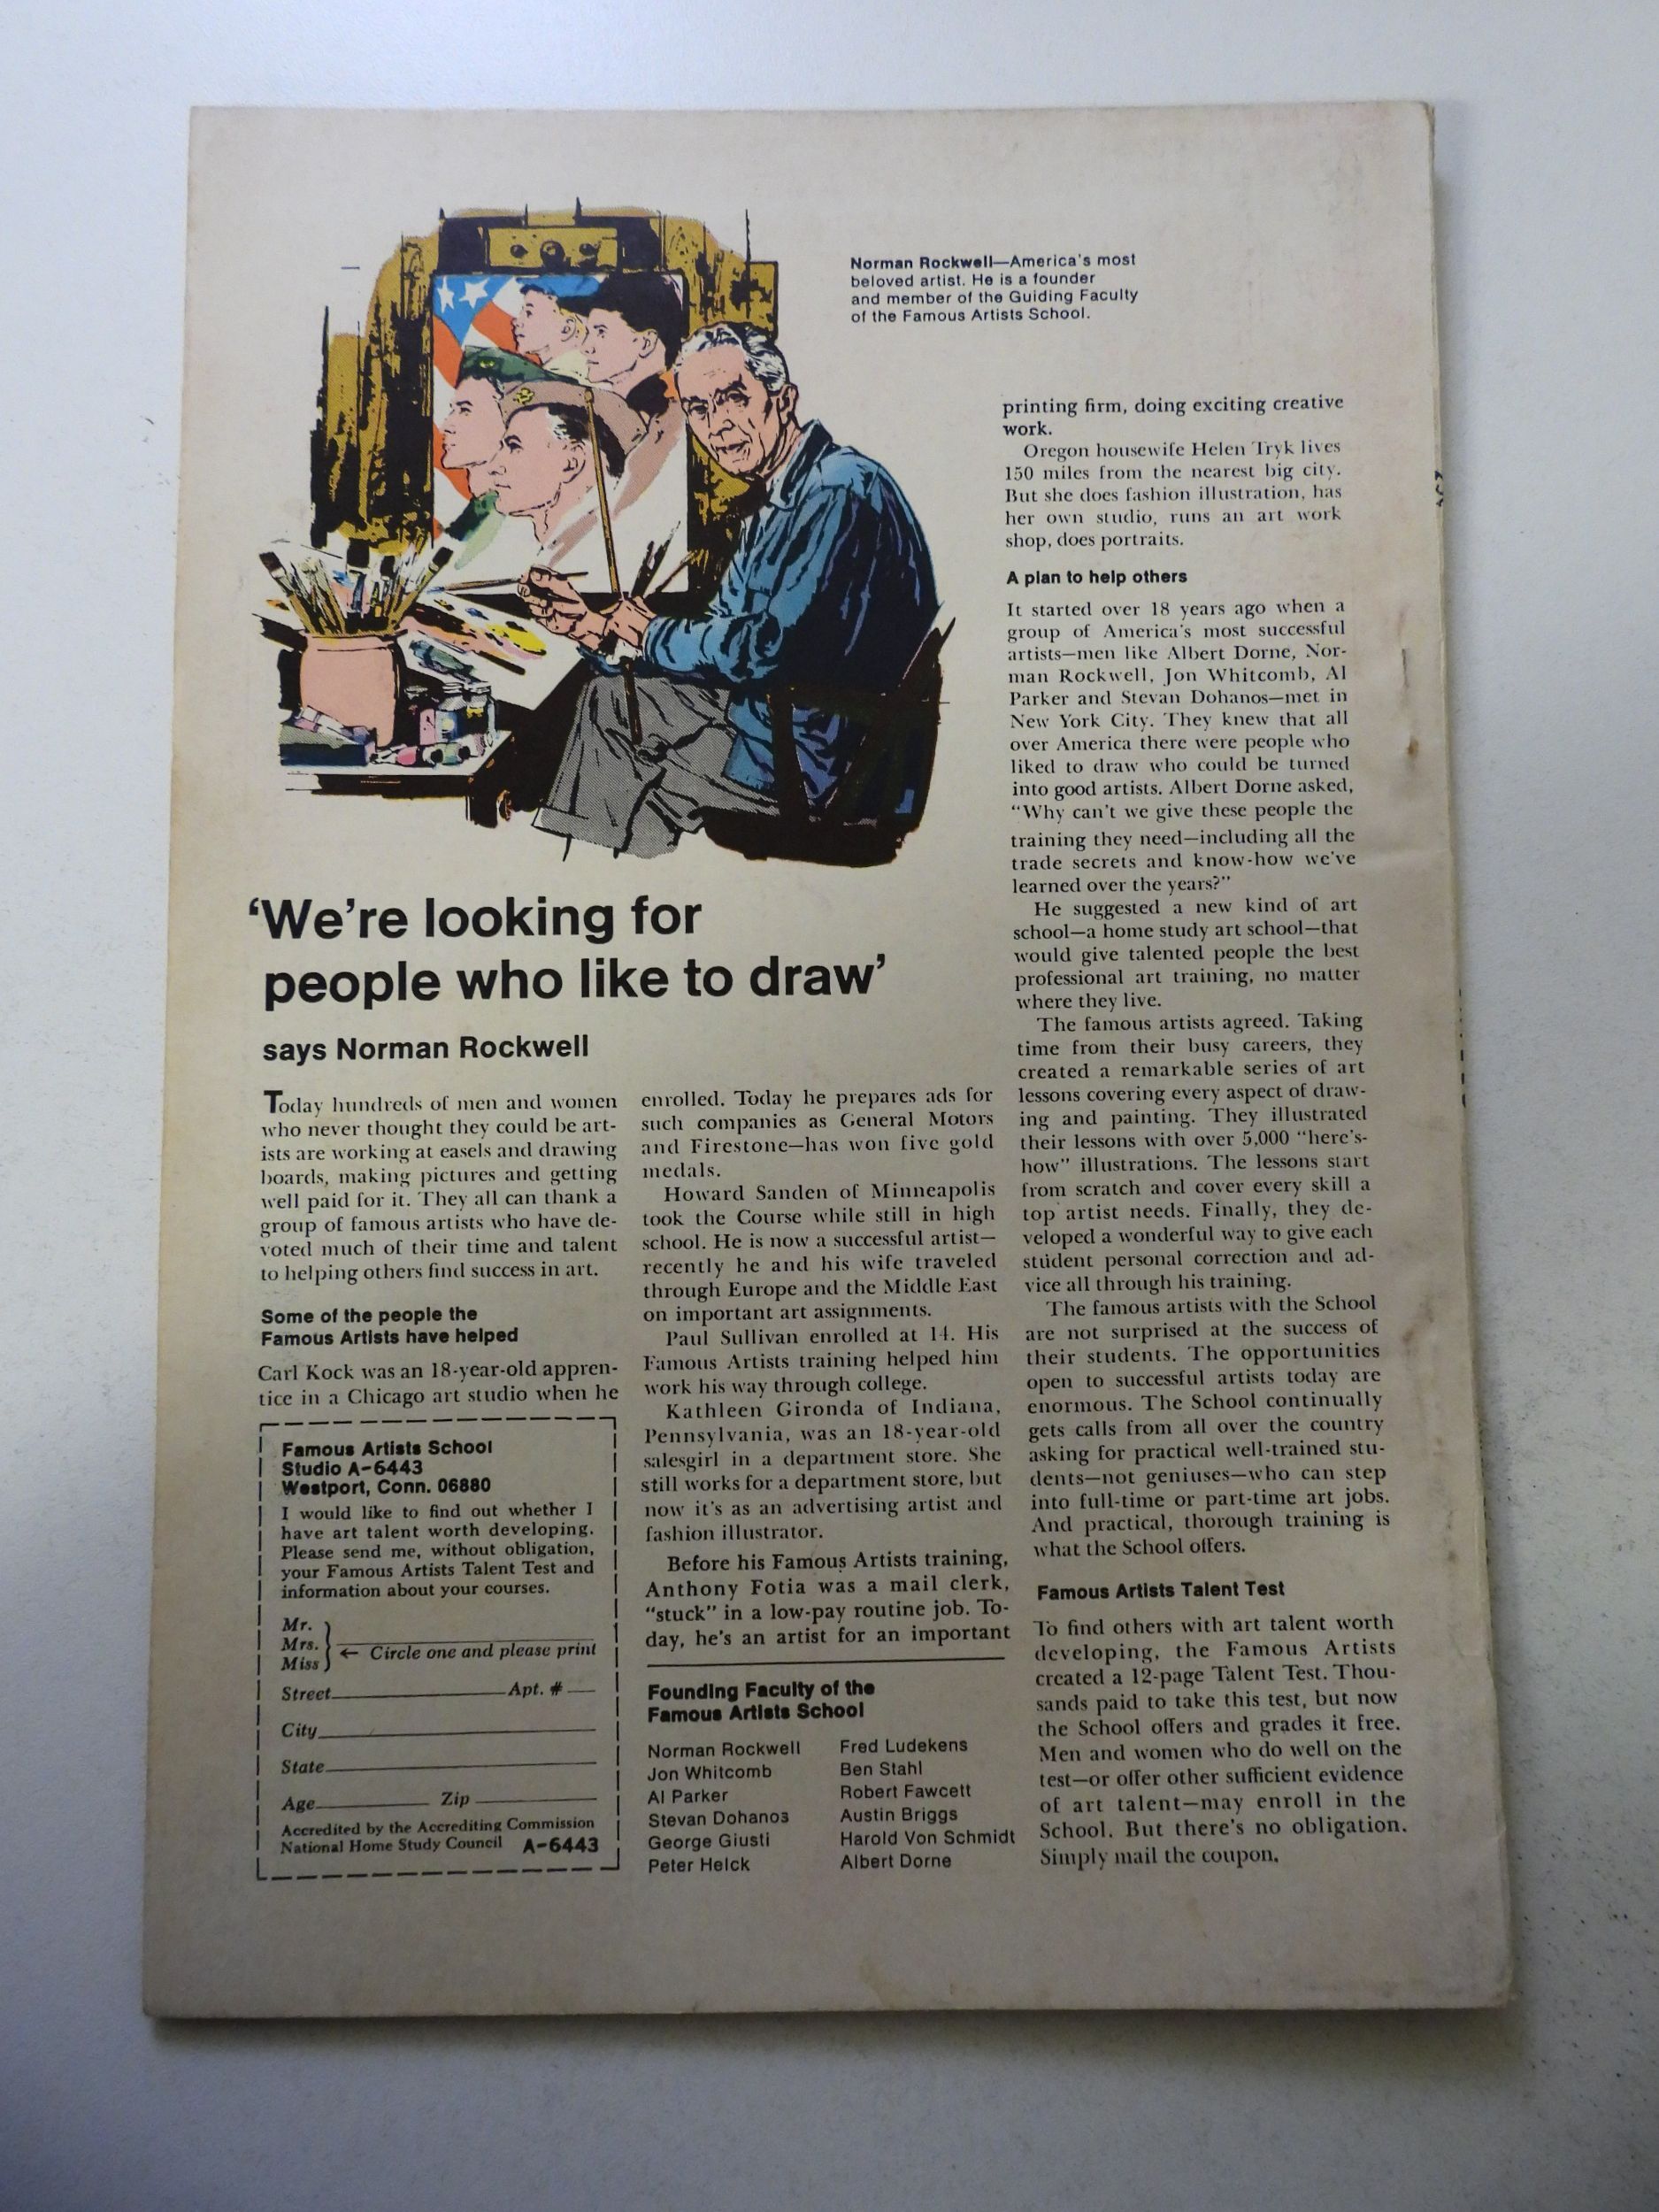 Norman Rockwell—America's most
beloved artist. He is a founder
and member of the Guiding Faculty
of the Famous Artists School.
'We're looking for
people who like to draw'
says Norman Rockwell
Today hundreds of men and women
who never thought they could be art-
ists are working at easels and drawing
boards, making pictures and getting
well paid for it. They all can thank a
group of famous artists who have de-
voted much of their time and talent
to helping others find success in art.
Some of the people the
Famous Artists have helped
Carl Kock was an 18-year-old appren-
tice in a Chicago art studio when he
enrolled. Today he prepares ads for
such companies as General Motors
and Firestone—has won five gold
medals.
Howard Sanden of Minneapolis
took the Course while still in high
school. He is now a successful artist—
recently he and his wife traveled
through Europe and the Middle East
on important art assignments.
Paul Sullivan enrolled at 14. His
Famous Artists training helped him
work his way through college.
Kathleen Gironda of Indiana,
Pennsylvania, was an 18-year-old
salesgirl in a department store. She
still works for a department store, but
now it's as an advertising artist and
fashion illustrator.
Before his Famous Artists training,
Anthony Fotia was a mail clerk,
"stuck" in a low-pay routine job. To-
day, he's an artist for an important
printing firm, doing exciting creative
work.
Oregon housewife Helen Tryk lives
150 miles from the nearest big city.
But she does fashion illustration, has
her own studio, runs an art work
shop, does portraits.
A plan to help others
It started over 18 years ago when a
group of America's most successful
artists—men like Albert Dorne, Nor-
man Rockwell, Jon Whitcomb, Al
Parker and Stevan Dohanos—met in
New York City. They knew that all
over America there were people who
liked to draw who could be turned
into good artists. Albert Dorne asked,
"Why can't we give these people the
training they need—including all the
trade secrets and know-how we've
learned over the years?"
He suggested a new kind of art
school—a home study art school—that
would give talented people the best
professional art training, no matter
where they live.
The famous artists agreed. Taking
time from their busy careers, they
created a remarkable series of art
lessons covering every aspect of draw-
ing and painting. They illustrated
their lessons with over 5,000 "here's-
how" illustrations. The lessons start
from scratch and cover every skill a
top artist needs. Finally, they de-
veloped a wonderful way to give each
student personal correction and ad-
vice all through his training.
The famous artists with the School
are not surprised at the success of
their students. The opportunities
open to successful artists today are
enormous. The School continually
gets calls from all over the country
asking for practical well-trained stu-
dents—not geniuses—who can step
into full-time or part-time art jobs.
And practical, thorough training is
what the School offers.
Famous Artists Talent Test
To find others with art talent worth
developing, the Famous Artists
created a 12-page Talent Test. Thou-
sands paid to take this test, but now
the School offers and grades it free.
Men and women who do well on the
test—or offer other sufficient evidence
of art talent—may enroll in the
School. But there's no obligation.
Simply mail the coupon.
Famous Artists School
Studio A-6443
Westport, Conn. 06880
I would like to find out whether I
have art talent worth developing.
Please send me, without obligation,
your Famous Artists Talent Test and
information about your courses.
Mr.
Mrs. ← Circle one and please print
Miss
Street Apt. #
City
State
Age Zip
Accredited by the Accrediting Commission
National Home Study Council A-6443
Founding Faculty of the
Famous Artists School
Norman Rockwell
Jon Whitcomb
Al Parker
Stevan Dohanos
George Giusti
Peter Helck
Fred Ludekens
Ben Stahl
Robert Fawcett
Austin Briggs
Harold Von Schmidt
Albert Dorne